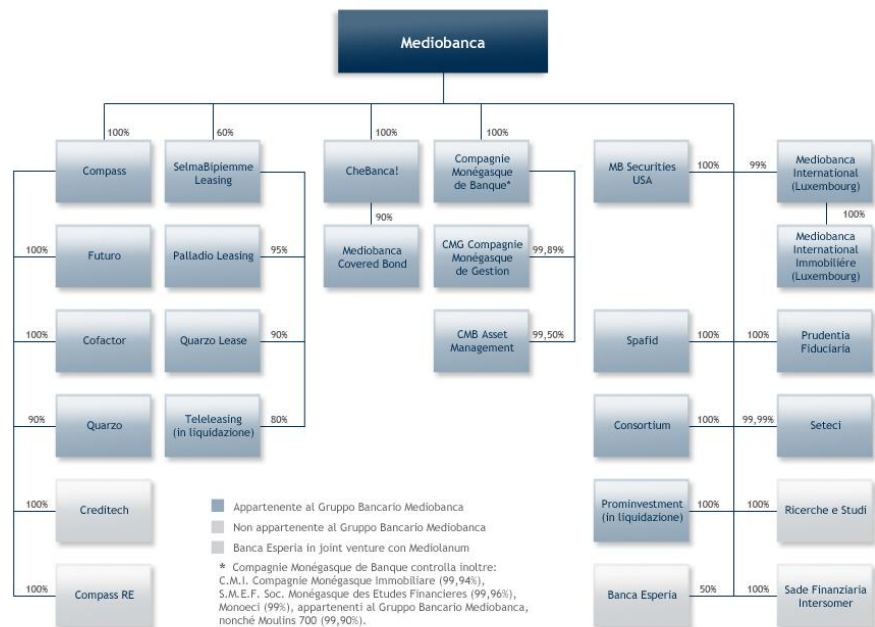 Mediobanca
100%
60%
100%
100%
Compass
SelmaBipiemme
Leasing
CheBanca!
Compagnie
Monégasque
de Banque*
MB Securities
USA
100%
99%
Mediobanca
International
(Luxembourg)
90%
100%
100%
Futuro
Palladio Leasing
95%
Mediobanca
Covered Bond
CMG Compagnie
Monégasque
de Gestion
99,89%
Mediobanca
International
Immobiliére
(Luxembourg)
100%
Cofactor
Quarzo Lease
90%
CMB Asset
Management
99,50%
Spafid
100%
100%
Prudentia
Fiduciaria
90%
Quarzo
Teleleasing
(in liquidazione)
80%
Consortium
100%
99,99%
Seteci
100%
Creditech
Prominvestment
(in liquidazione)
100%
100%
Ricerche e Studi
100%
Compass RE
Banca Esperia
50%
100%
Sade Finanziaria
Intersomer
Appartenente al Gruppo Bancario Mediobanca
Non appartenente al Gruppo Bancario Mediobanca
Banca Esperia in joint venture con Mediolanum
* Compagnie Monégasque de Banque controlla inoltre:
C.M.I. Compagnie Monégasque Immobiliare (99,94%),
S.M.E.F. Soc. Monégasque des Etudes Financieres (99,96%),
Monoeci (99%), appartenenti al Gruppo Bancario Mediobanca,
nonché Moulins 700 (99,90%).